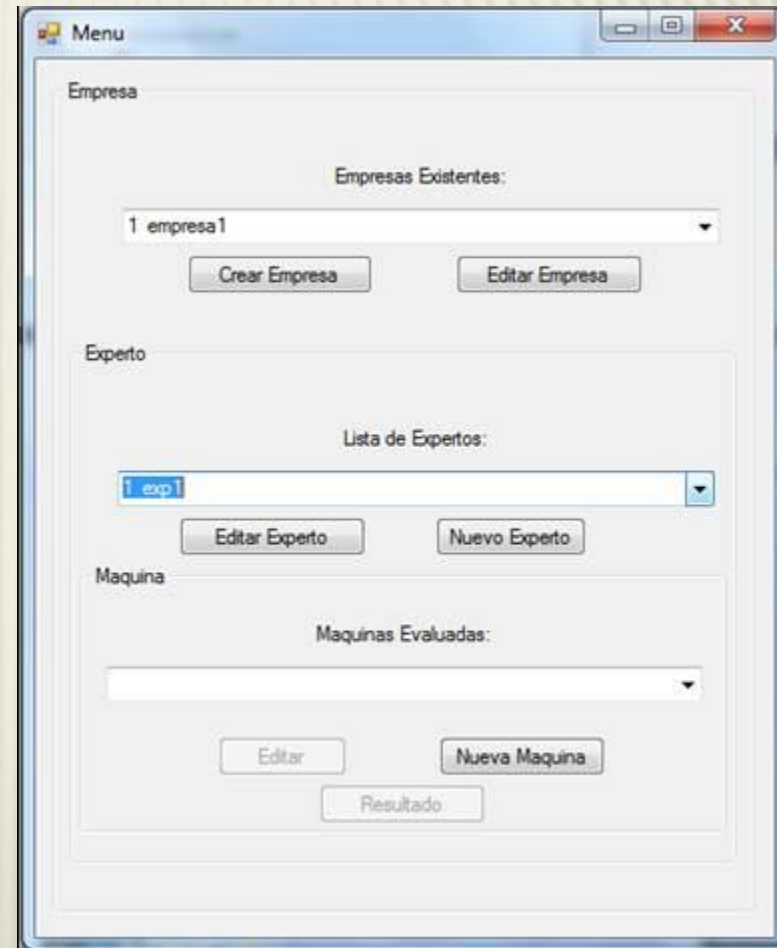 Menu
Empresa
Empresas Existentes:
1 empresa1
Crear Empresa Editar Empresa
Experto
Lista de Expertos:
1 exp1
Editar Experto Nuevo Experto
Maquina
Maquinas Evaluadas:
Editar Nueva Maquina
Resultado